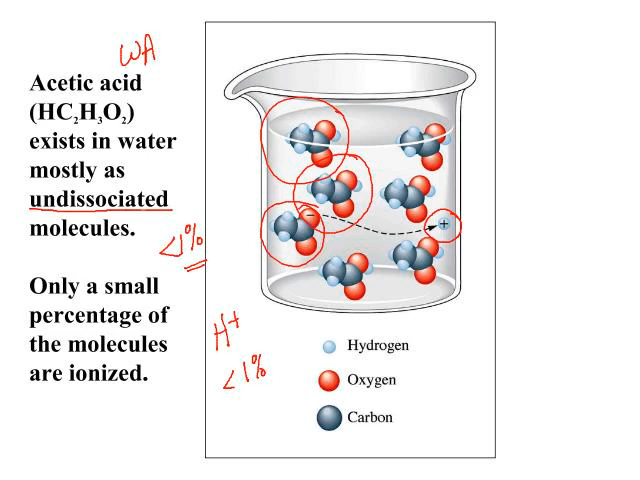 WA
Acetic acid
(HC₂H₃O₂)
exists in water
mostly as
undissociated
molecules.
<1%
Only a small
percentage of
the molecules
are ionized.
−
+
H+
<1%
Hydrogen
Oxygen
Carbon